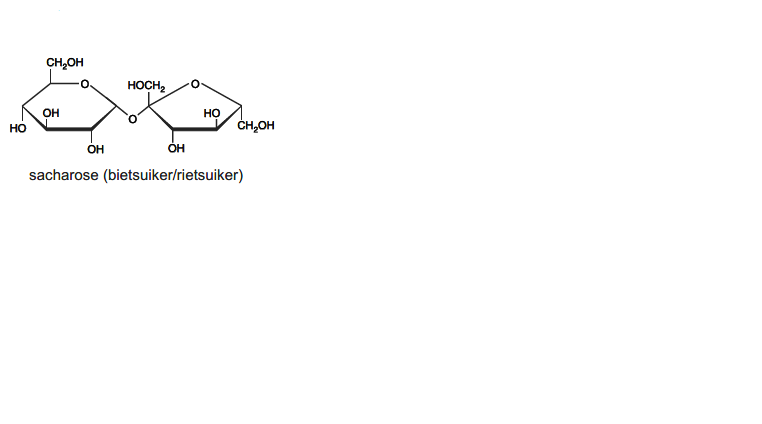 CH₂OH
O HOCH₂ O
OH HO
HO O CH₂OH
OH OH
sacharose (bietsuiker/rietsuiker)